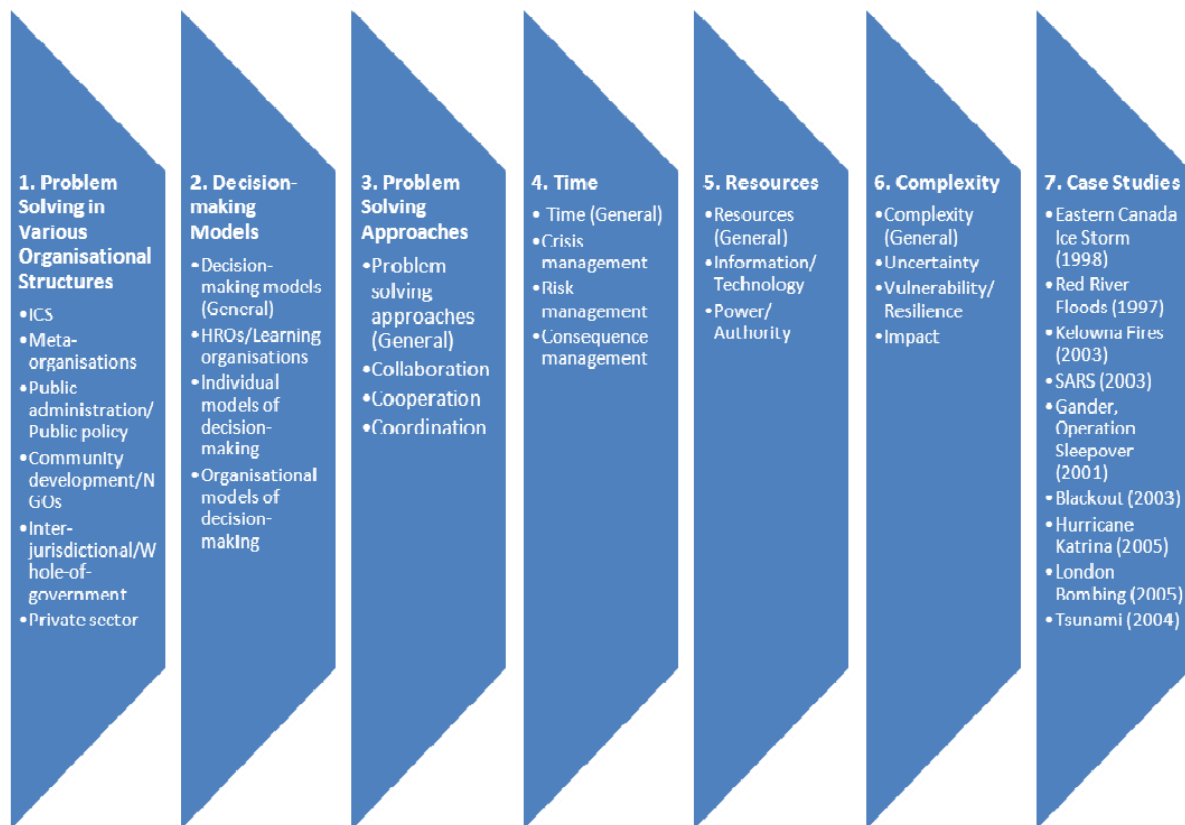 1. Problem
Solving in
Various
Organisational
Structures
•ICS
•Meta-
organisations
•Public
administration/
Public policy
•Community
development/N
GOs
•Inter-
jurisdictional/W
hole-of-
government
•Private sector
2. Decision-
making
Models
•Decision-
making models
(General)
•HROs/Learning
organisations
•Individual
models of
decision-
making
•Organisational
models of
decision-
making
3. Problem
Solving
Approaches
•Problem
solving
approaches
(General)
•Collaboration
•Cooperation
•Coordination
4. Time
• Time (General)
•Crisis
management
•Risk
management
•Consequence
management
5. Resources
•Resources
(General)
•Information/
Technology
•Power/
Authority
6. Complexity
•Complexity
(General)
•Uncertainty
•Vulnerability/
Resilience
•Impact
7. Case Studies
•Eastern Canada
Ice Storm
(1998)
•Red River
Floods (1997)
•Kelowna Fires
(2003)
•SARS (2003)
•Gander,
Operation
Sleepover
(2001)
•Blackout (2003)
•Hurricane
Katrina (2005)
•London
Bombing (2005)
•Tsunami (2004)